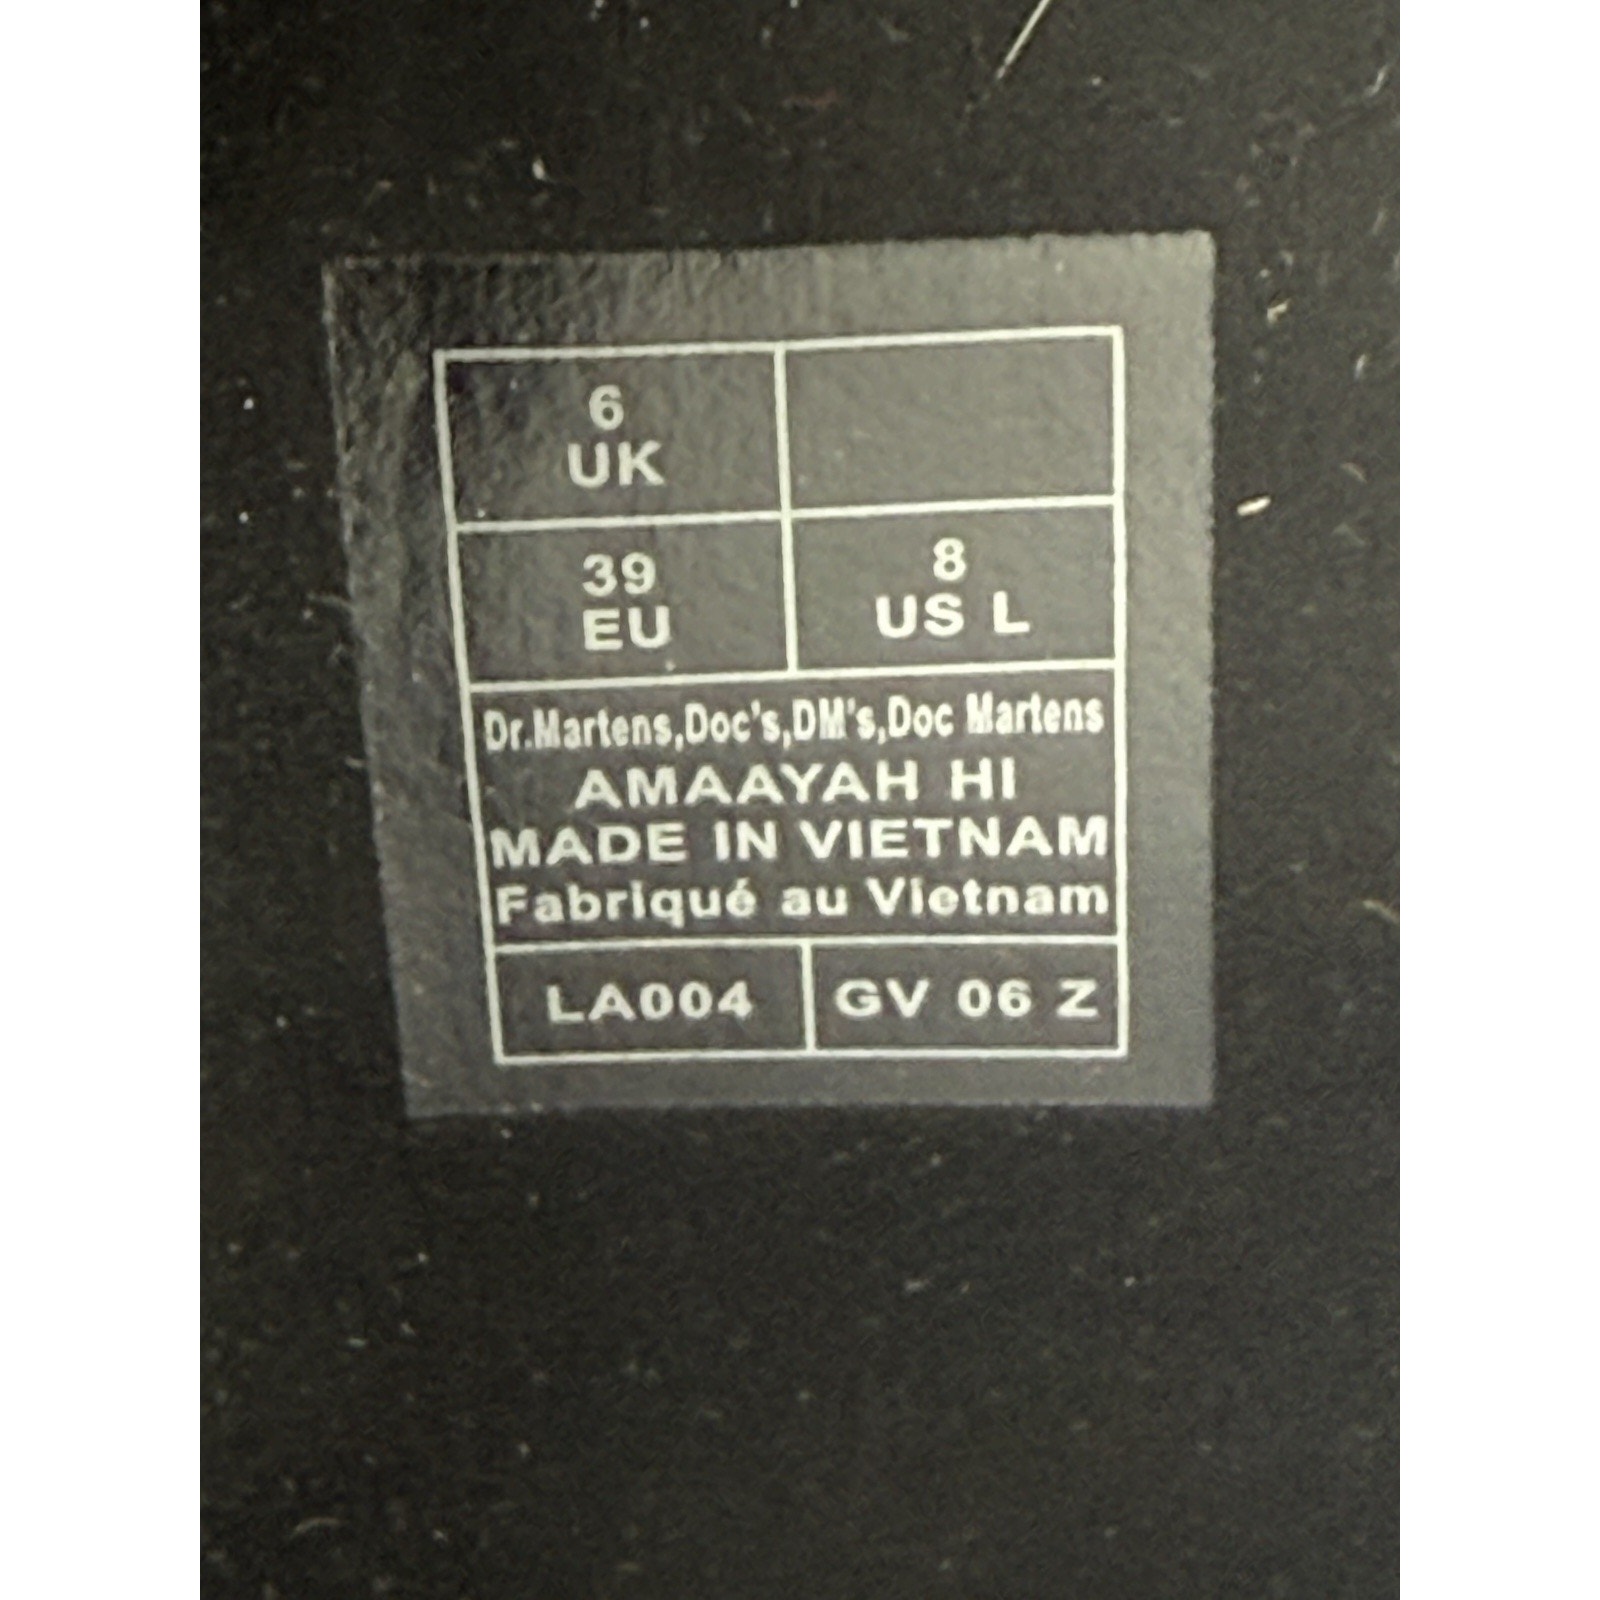 6
UK
39
EU
8
US L
Dr.Martens,Doc's,DM's,Doc Martens
AMAAYAH HI
MADE IN VIETNAM
Fabriqué au Vietnam
LA004
GV 06 Z